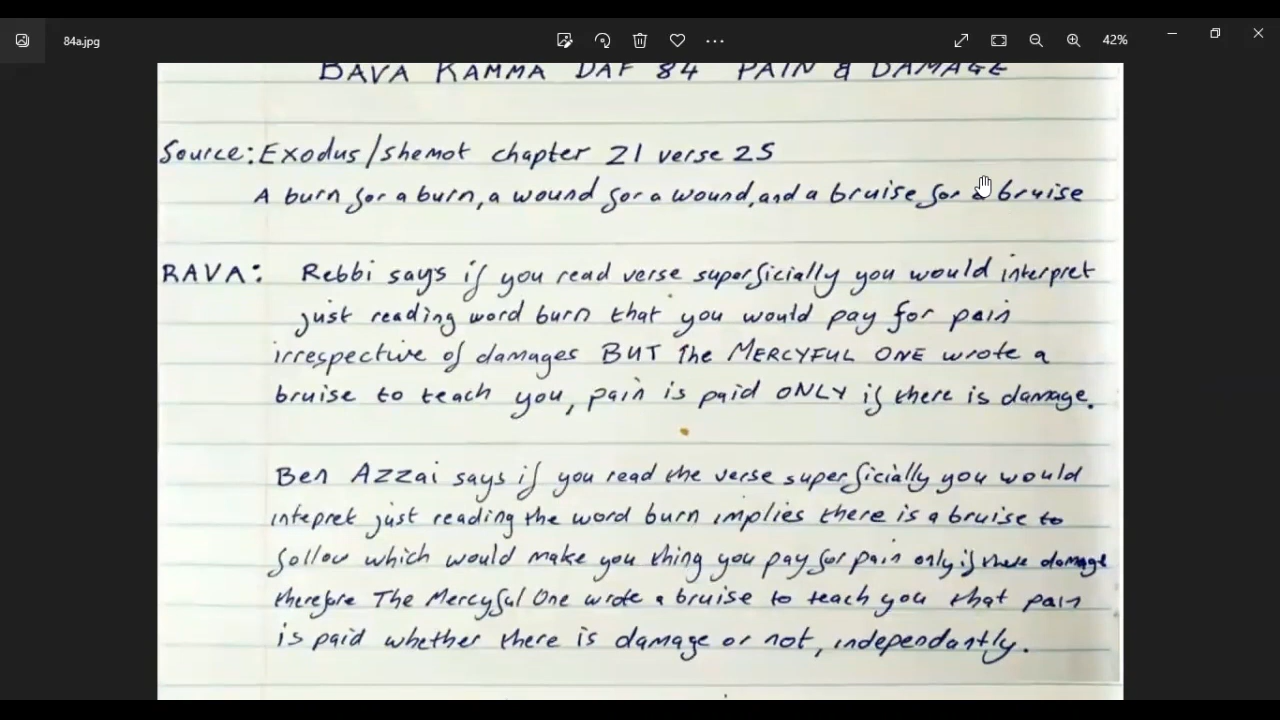 84a.jpg
42%
BAVA KAMMA DAF 84 PAIN & DAMAGE
Source: Exodus/Shemot chapter 21 verse 25
A burn for a burn, a wound for a wound, and a bruise for a bruise
RAVA: Rebbi says if you read verse superficially you would interpret
just reading word burn that you would pay for pain
irrespective of damages BUT The MERCYFUL ONE wrote a
bruise to teach you, pain is paid ONLY if there is damage.
Ben Azzai says if you read the verse superficially you would
intepret just reading the word burn implies there is a bruise to
follow which would make you thing you pay for pain only if there damage
therefore The Mercyful One wrote a bruise to teach you that pain
is paid whether there is damage or not, independantly.